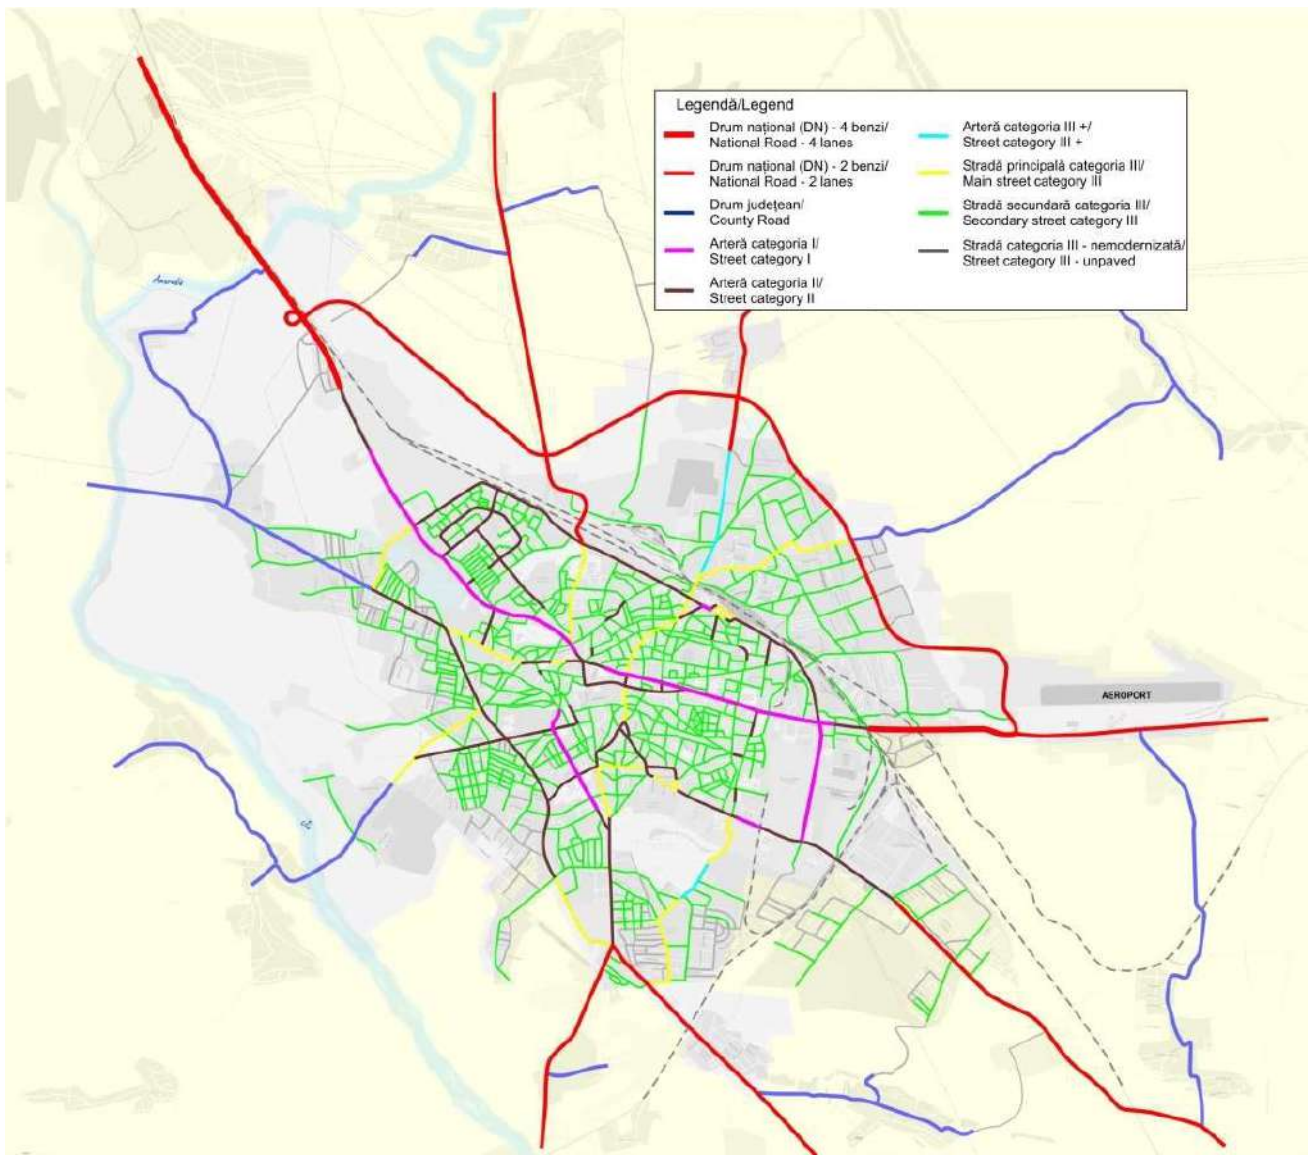 Legendă/Legend
Drum național (DN) - 4 benzi/
National Road - 4 lanes
Drum național (DN) - 2 benzi/
National Road - 2 lanes
Drum județean/
County Road
Arteră categoria I/
Street category I
Arteră categoria II/
Street category II
Arteră categoria III +/
Street category III +
Stradă principală categoria III/
Main street category III
Stradă secundară categoria III/
Secondary street category III
Stradă categoria III - nemodernizată/
Street category III - unpaved
Amaradia
AEROPORT
Jiu